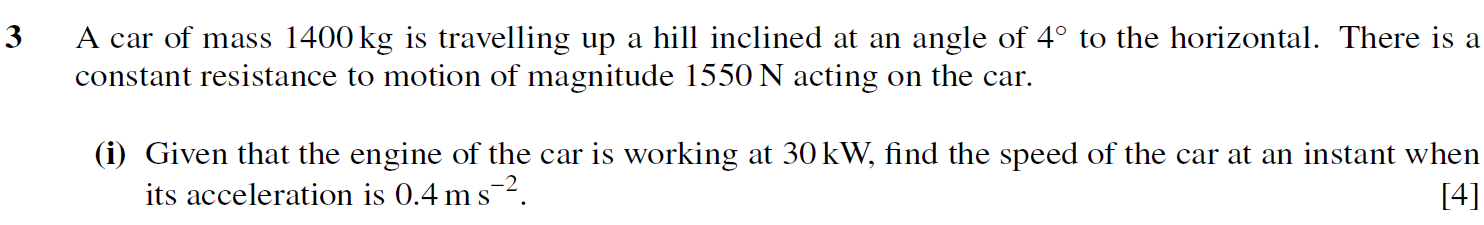 3 A car of mass 1400 kg is travelling up a hill inclined at an angle of 4° to the horizontal. There is a
constant resistance to motion of magnitude 1550 N acting on the car.
(i) Given that the engine of the car is working at 30 kW, find the speed of the car at an instant when
its acceleration is 0.4 m s⁻². [4]